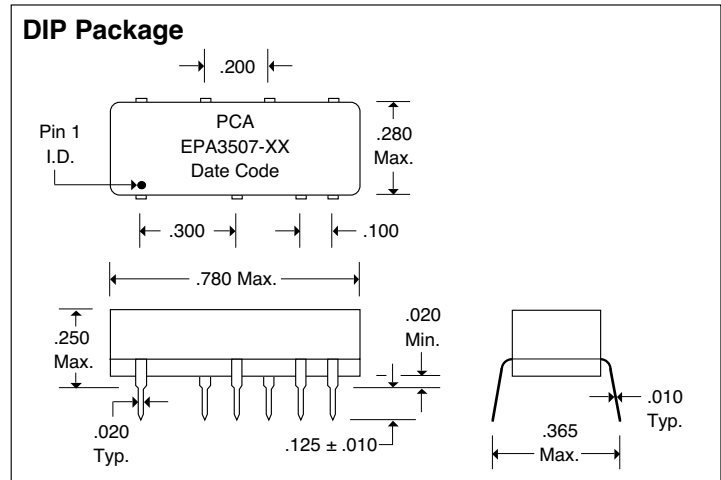 DIP Package
.200
PCA
EPA3507-XX
Date Code
Pin 1
I.D.
.280
Max.
.300
.100
.780 Max.
.250
Max.
.020
Min.
.020
Typ.
.125 ± .010
.010
Typ.
.365
Max.